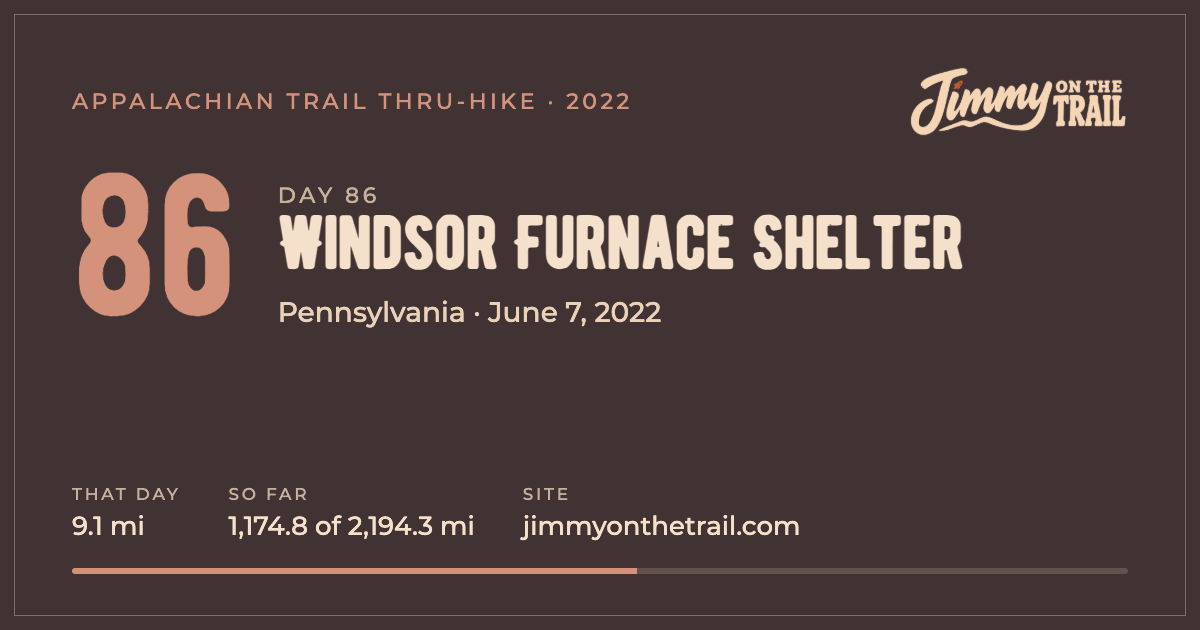 APPALACHIAN TRAIL THRU-HIKE · 2022
Jimmy ON THE TRAIL
86
DAY 86
WINDSOR FURNACE SHELTER
Pennsylvania · June 7, 2022
THAT DAY
9.1 mi
SO FAR
1,174.8 of 2,194.3 mi
SITE
jimmyonthetrail.com